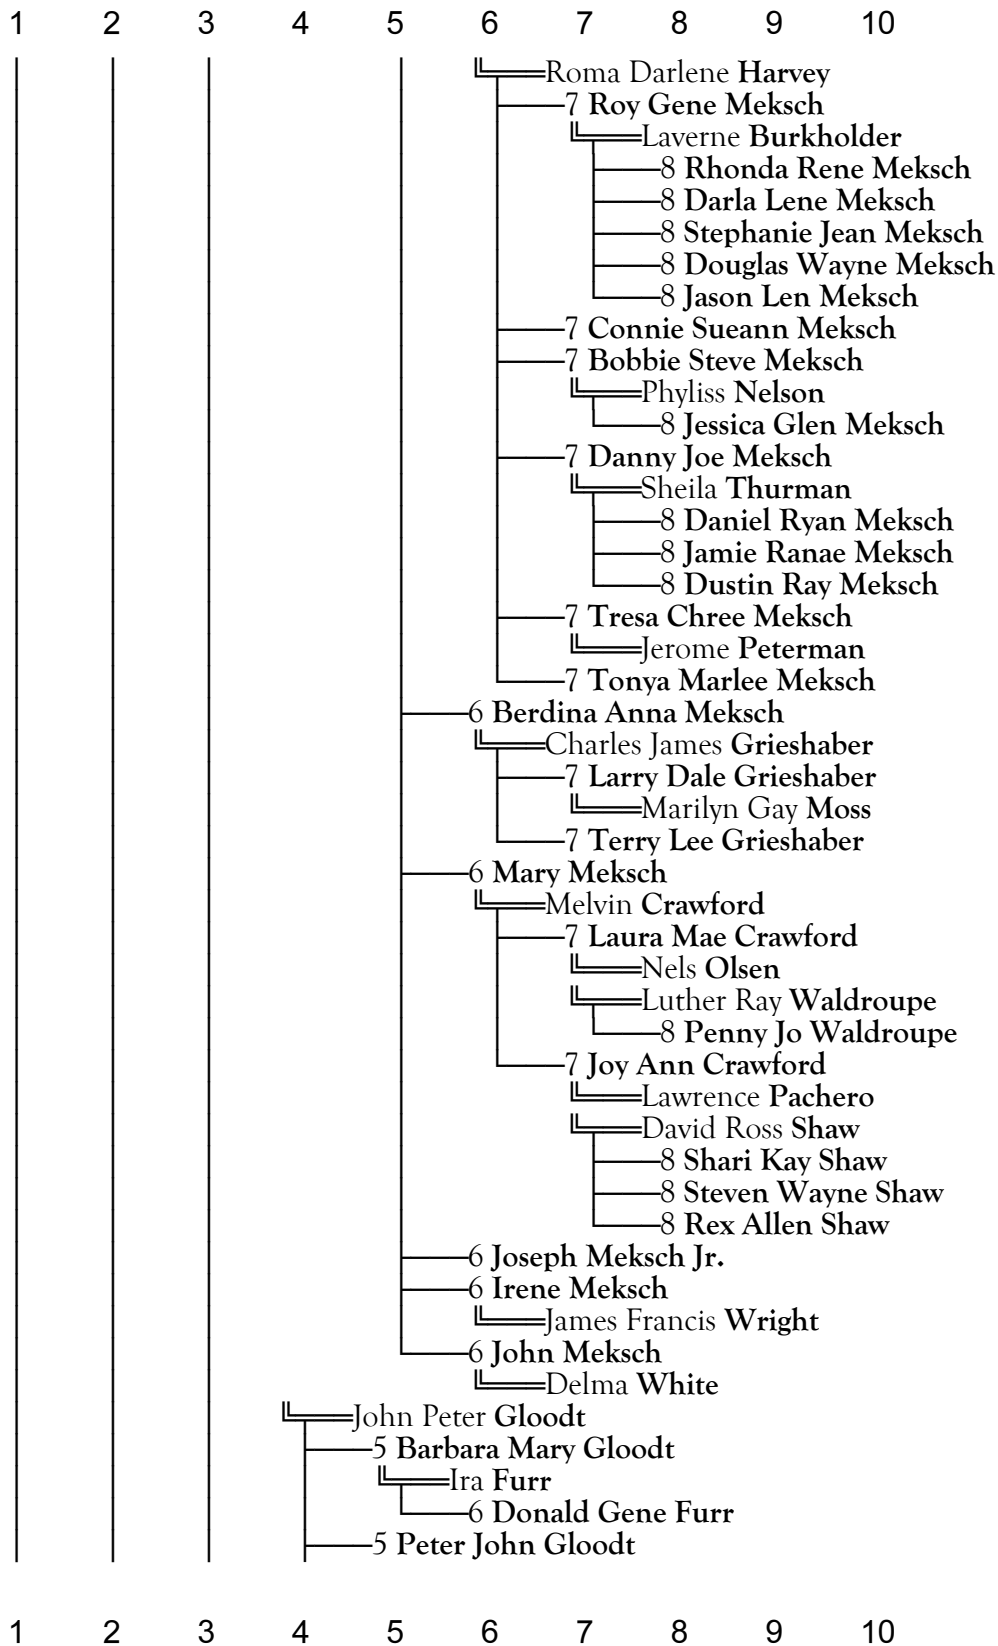 1 2 3 4 5 6 7 8 9 10
Roma Darlene Harvey
7 Roy Gene Meksch
Laverne Burkholder
8 Rhonda Rene Meksch
8 Darla Lene Meksch
8 Stephanie Jean Meksch
8 Douglas Wayne Meksch
8 Jason Len Meksch
7 Connie Sueann Meksch
7 Bobbie Steve Meksch
Phyliss Nelson
8 Jessica Glen Meksch
7 Danny Joe Meksch
Sheila Thurman
8 Daniel Ryan Meksch
8 Jamie Ranae Meksch
8 Dustin Ray Meksch
7 Tresa Chree Meksch
Jerome Peterman
7 Tonya Marlee Meksch
6 Berdina Anna Meksch
Charles James Grieshaber
7 Larry Dale Grieshaber
Marilyn Gay Moss
7 Terry Lee Grieshaber
6 Mary Meksch
Melvin Crawford
7 Laura Mae Crawford
Nels Olsen
Luther Ray Waldroupe
8 Penny Jo Waldroupe
7 Joy Ann Crawford
Lawrence Pachero
David Ross Shaw
8 Shari Kay Shaw
8 Steven Wayne Shaw
8 Rex Allen Shaw
6 Joseph Meksch Jr.
6 Irene Meksch
James Francis Wright
6 John Meksch
Delma White
John Peter Gloodt
5 Barbara Mary Gloodt
Ira Furr
6 Donald Gene Furr
5 Peter John Gloodt
1 2 3 4 5 6 7 8 9 10